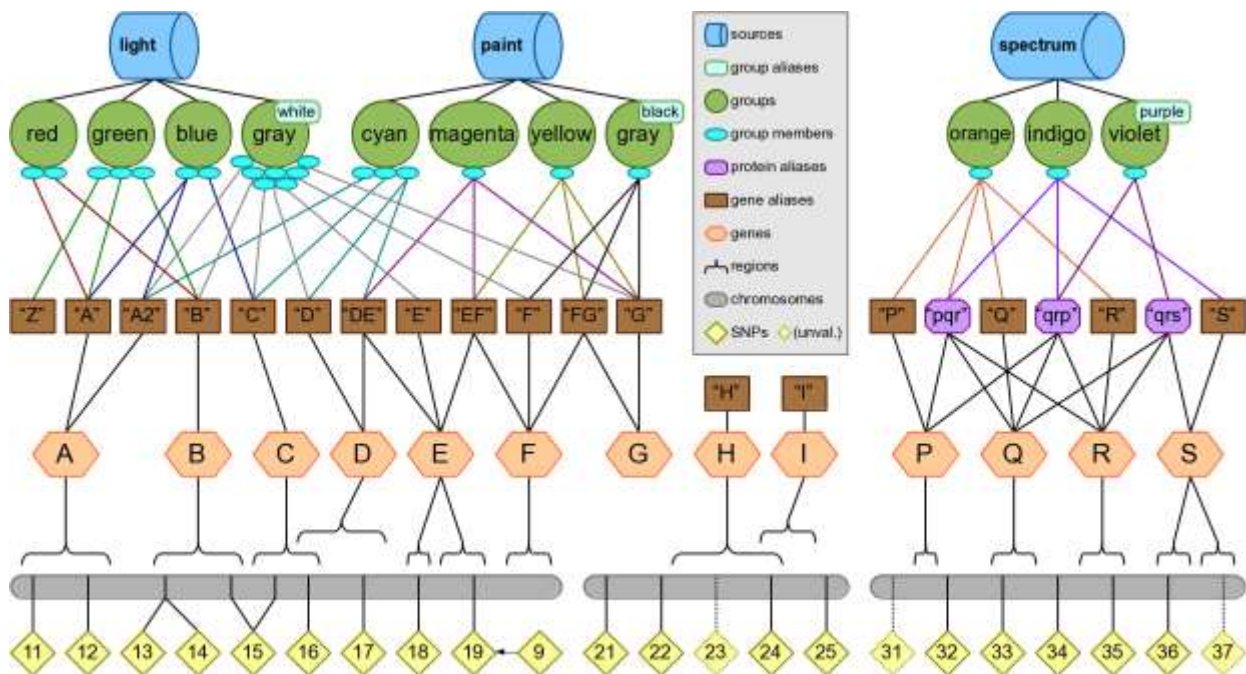 light paint spectrum
sources
group aliases
groups
group members
protein aliases
gene aliases
genes
regions
chromosomes
SNPs (unval.)
white black purple
red green blue gray cyan magenta yellow gray orange indigo violet
"Z" "A" "A2" "B" "C" "D" "DE" "E" "EF" "F" "FG" "G" "P" "pqr" "Q" "qrp" "R" "qrs" "S"
"H" "I"
A B C D E F G H I P Q R S
11 12 13 14 15 16 17 18 19 9 21 22 23 24 25 31 32 33 34 35 36 37